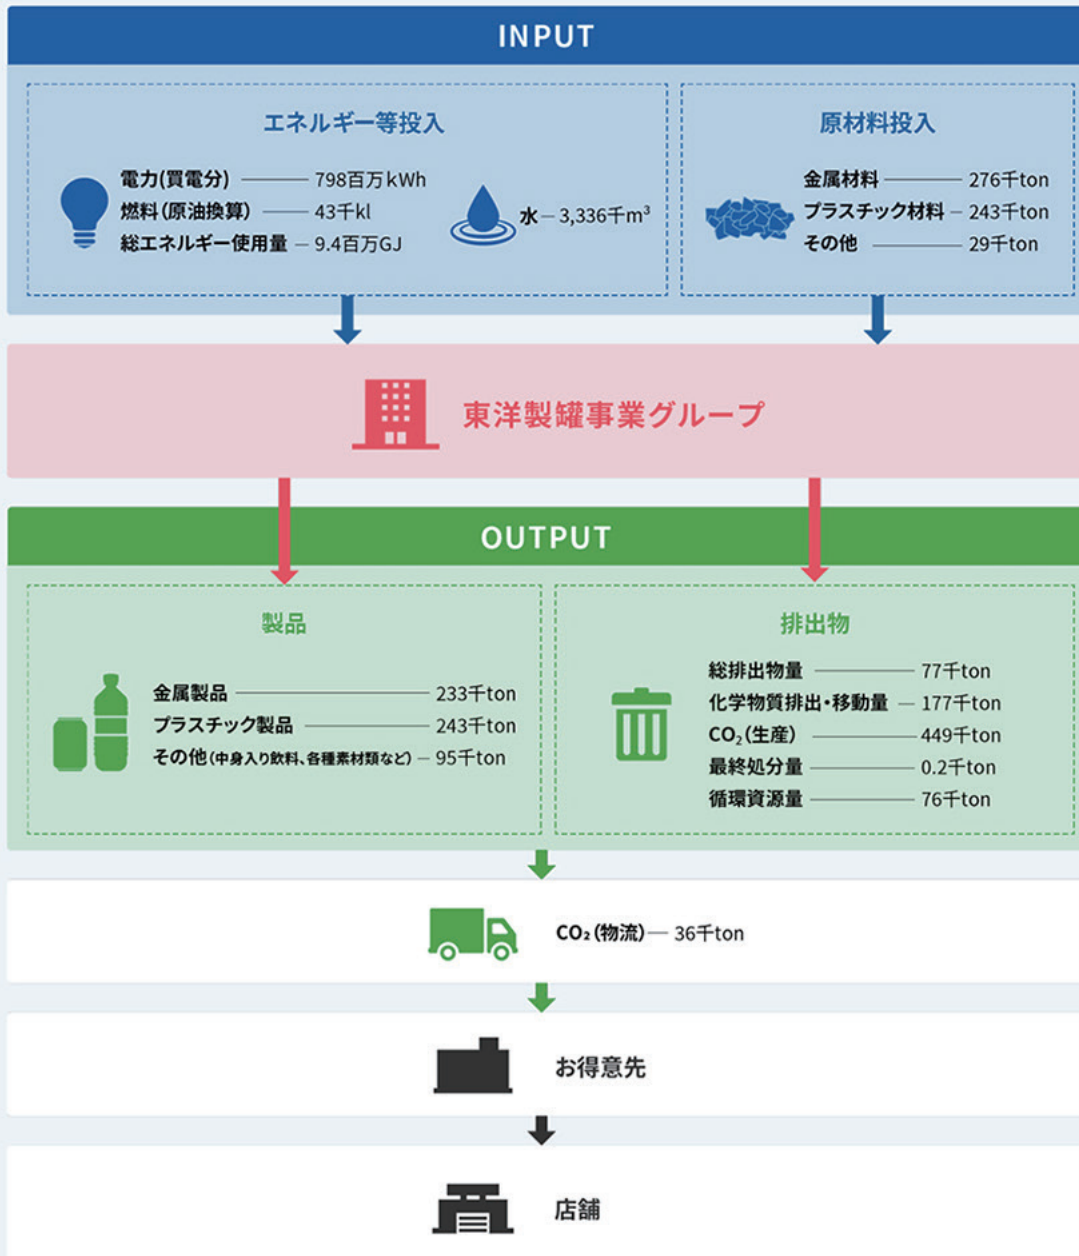 INPUT
エネルギー等投入
電力(買電分) 798百万kWh
燃料(原油換算) 43千kl
総エネルギー使用量 9.4百万GJ
水 3,336千m³
原材料投入
金属材料 276千ton
プラスチック材料 243千ton
その他 29千ton
東洋製罐事業グループ
OUTPUT
製品
金属製品 233千ton
プラスチック製品 243千ton
その他(中身入り飲料、各種素材類など) 95千ton
排出物
総排出物量 77千ton
化学物質排出・移動量 177千ton
CO₂(生産) 449千ton
最終処分量 0.2千ton
循環資源量 76千ton
CO₂(物流) 36千ton
お得意先
店舗